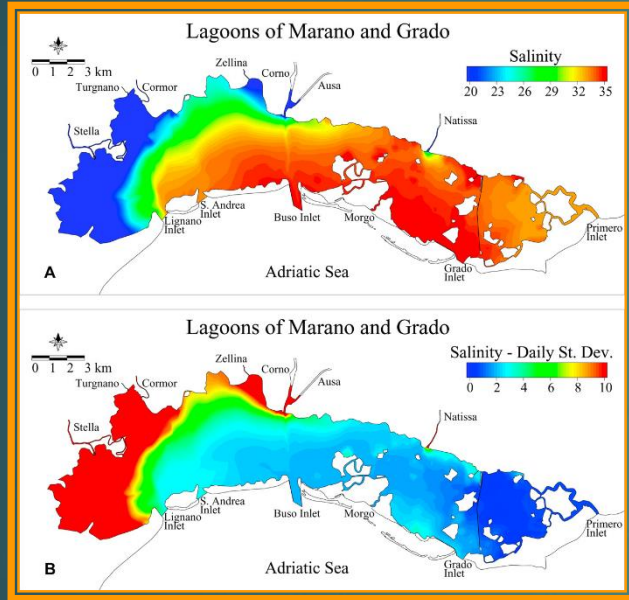 Lagoons of Marano and Grado
Zellina
0 1 2 3 km
Cormor
Corno
Salinity
Turgnano
Ausa
20 23 26 29 32 35
Stella
Natissa
S. Andrea
Inlet
Lignano
Inlet
Buso Inlet
Morgo
Primero
Inlet
Grado
Inlet
A
Adriatic Sea
Lagoons of Marano and Grado
Zellina
0 1 2 3 km
Cormor
Corno
Salinity - Daily St. Dev.
Turgnano
Ausa
0 2 4 6 8 10
Stella
Natissa
S. Andrea
Inlet
Lignano
Inlet
Buso Inlet
Morgo
Primero
Inlet
Grado
Inlet
B
Adriatic Sea